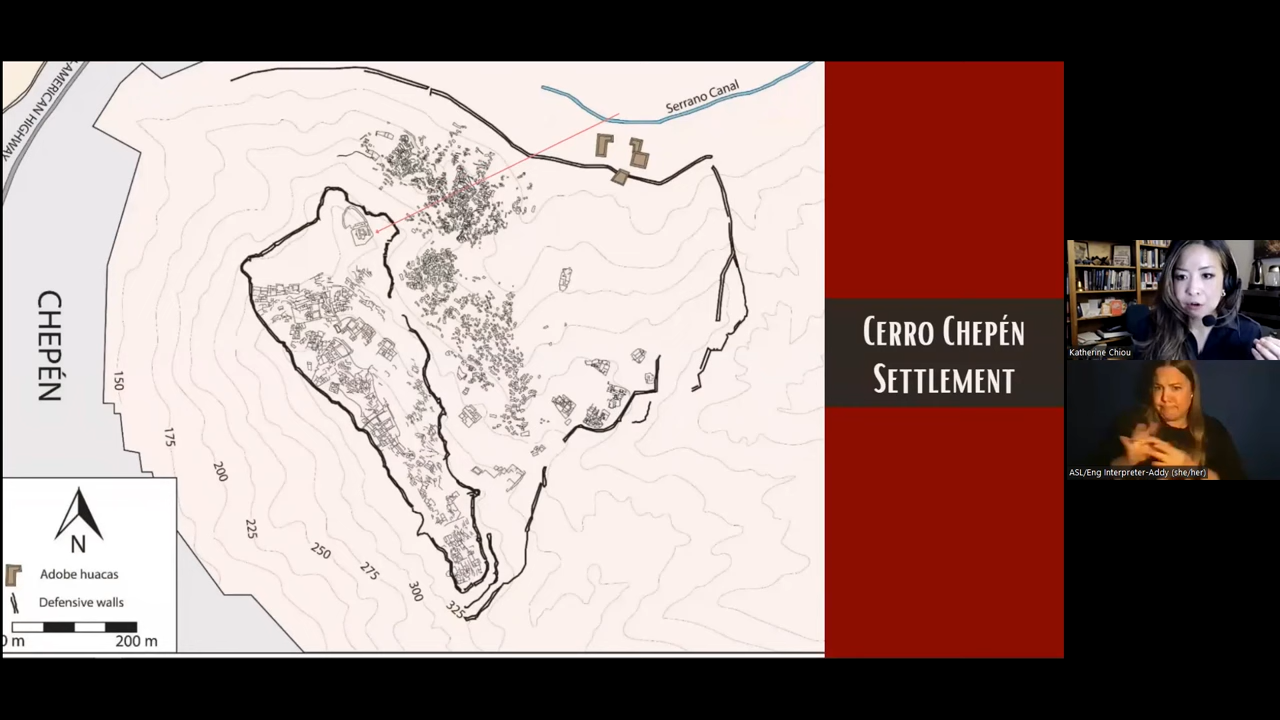 -AMERICAN HIGHWAY
Serrano Canal
CHEPÉN
150
175
200
225
250
275
300
325
N
Adobe huacas
Defensive walls
0 m
200 m
Cerro Chepén
Settlement
Katherine Chiou
ASL/Eng Interpreter-Addy (she/her)